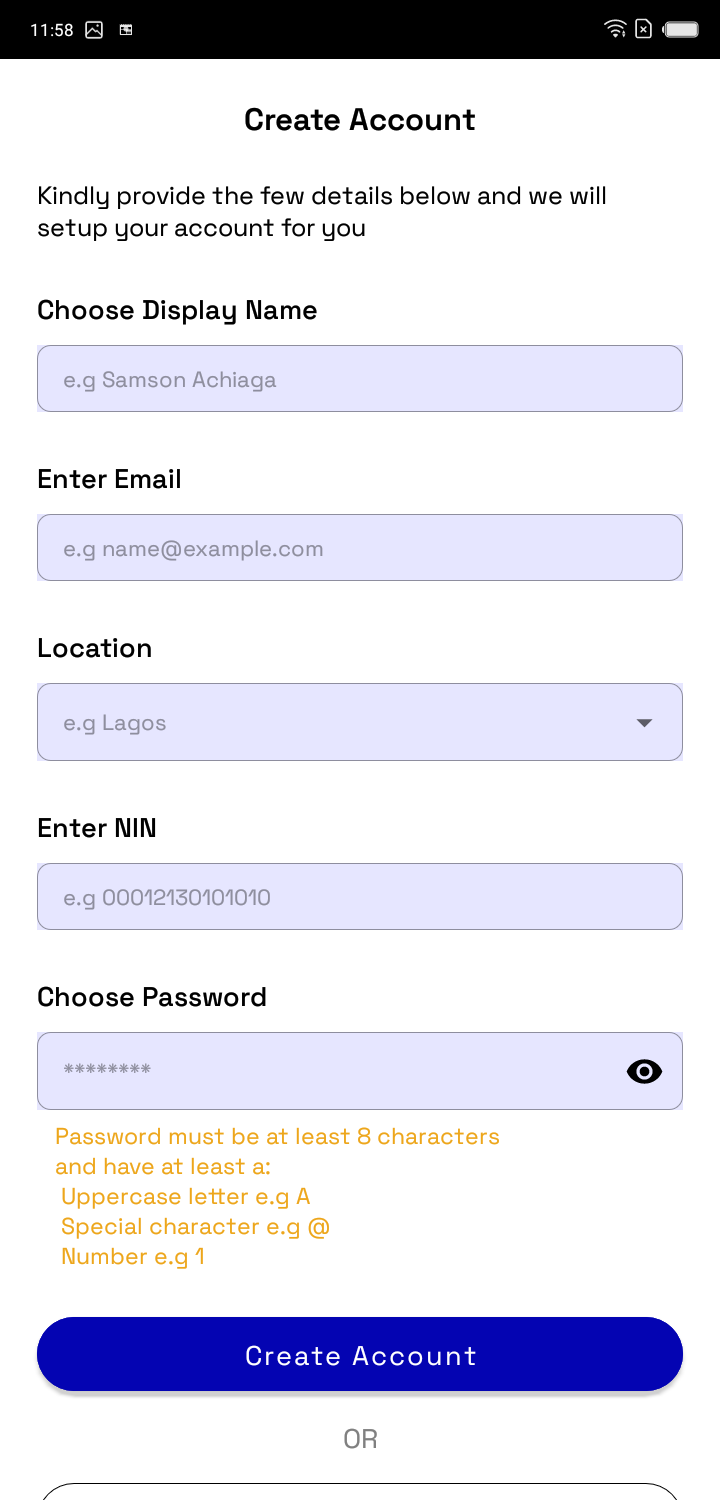 11:58
Create Account
Kindly provide the few details below and we will
setup your account for you
Choose Display Name
e.g Samson Achiaga
Enter Email
e.g name@example.com
Location
e.g Lagos
Enter NIN
e.g 00012130101010
Choose Password
********
Password must be at least 8 characters
and have at least a:
Uppercase letter e.g A
Special character e.g @
Number e.g 1
Create Account
OR